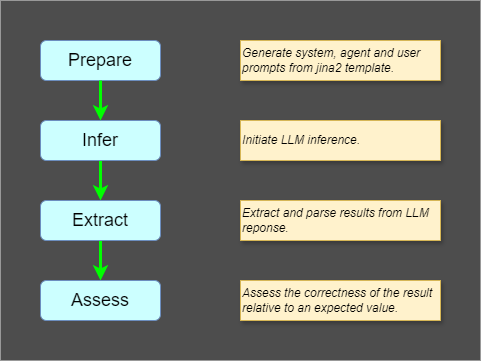 Prepare
Generate system, agent and user
prompts from jina2 template.
Infer
Initiate LLM inference.
Extract
Extract and parse results from LLM
reponse.
Assess
Assess the correctness of the result
relative to an expected value.